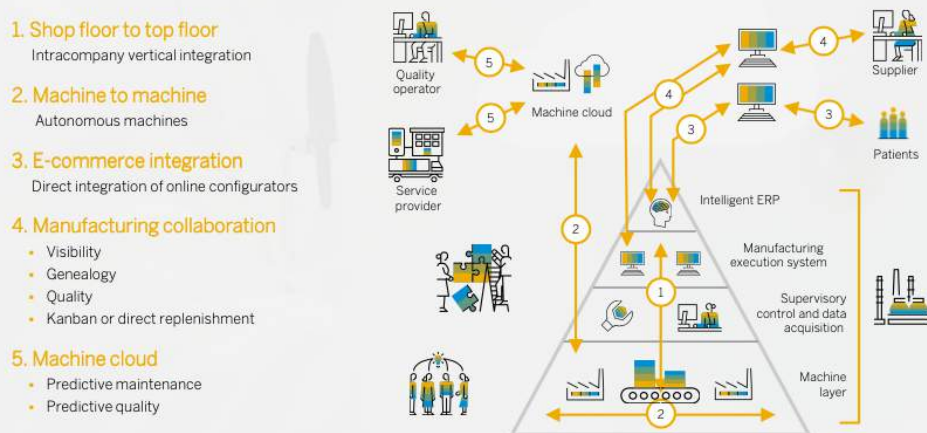 1. Shop floor to top floor
Intracompany vertical integration
2. Machine to machine
Autonomous machines
3. E-commerce integration
Direct integration of online configurators
4. Manufacturing collaboration
• Visibility
• Genealogy
• Quality
• Kanban or direct replenishment
5. Machine cloud
• Predictive maintenance
• Predictive quality
Quality
operator
5
Machine cloud
5
Service
provider
4
Supplier
4
3
3
Patients
2
Intelligent ERP
Manufacturing
execution system
1
Supervisory
control and data
acquisition
Machine
layer
2